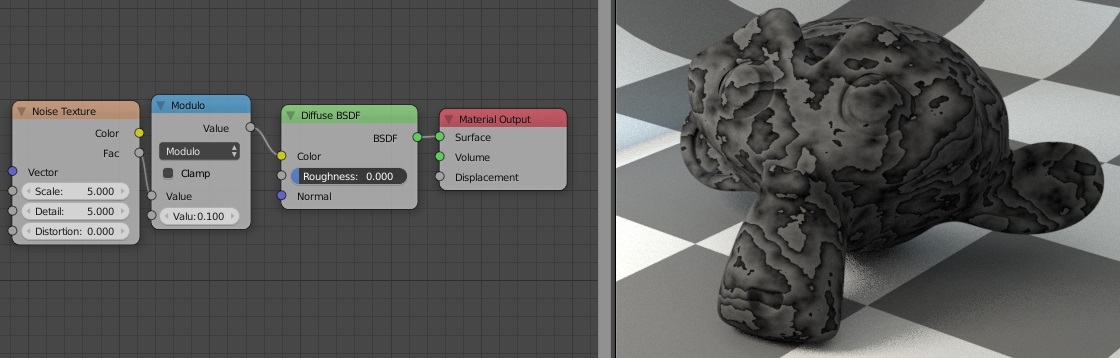 Noise Texture
Color
Fac
Vector
Scale: 5.000
Detail: 5.000
Distortion: 0.000
Modulo
Value
Modulo
Clamp
Value
Valu:0.100
Diffuse BSDF
BSDF
Color
Roughness: 0.000
Normal
Material Output
Surface
Volume
Displacement